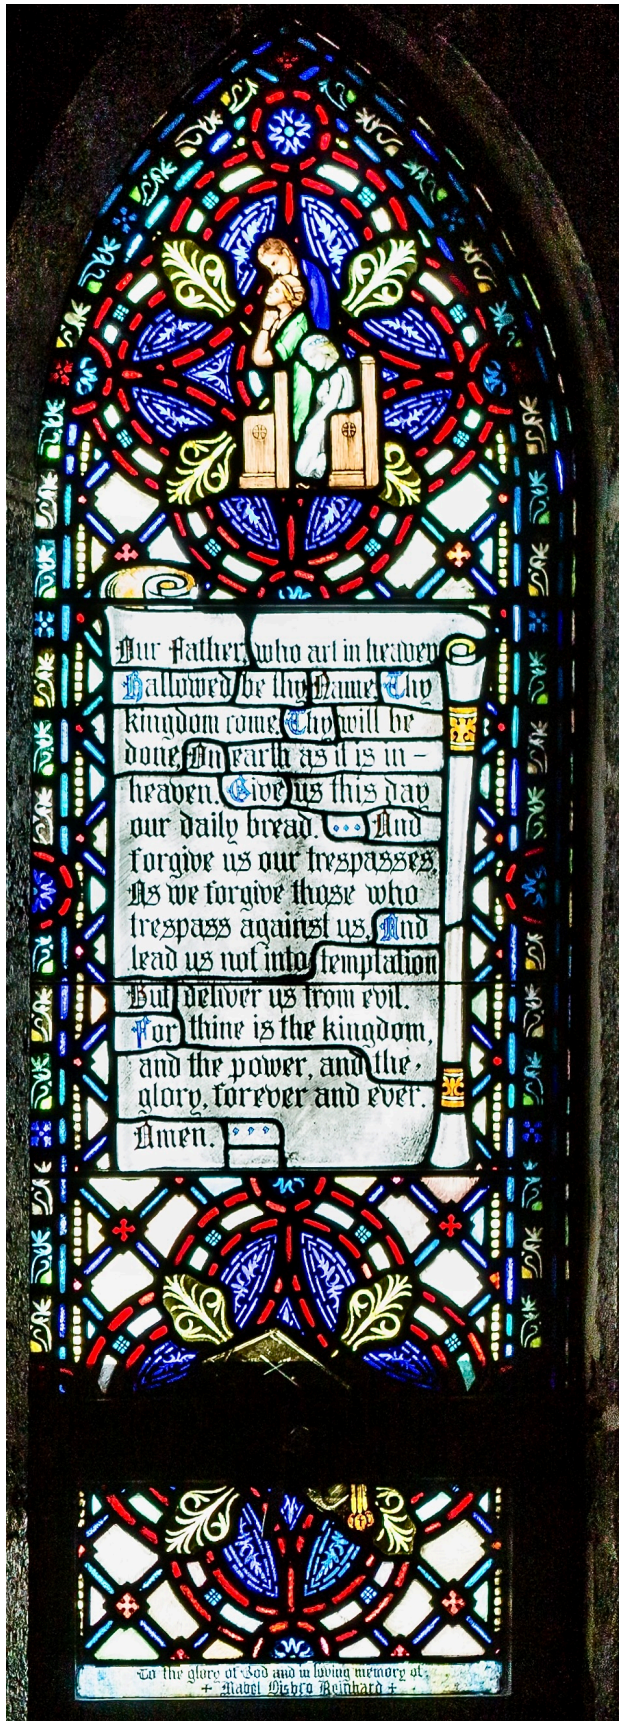 Our Father, who art in heaven
Hallowed be thy Name, Thy
kingdom come, Thy will be
done, On earth as it is in -
heaven. Give us this day
our daily bread. ... And
forgive us our trespasses,
As we forgive those who
trespass against us, And
lead us not into temptation
But deliver us from evil.
For thine is the kingdom,
and the power, and the
glory, forever and ever.
Amen. ...
To the glory of God and in loving memory of
+ Mabel Disbro Reinhard +